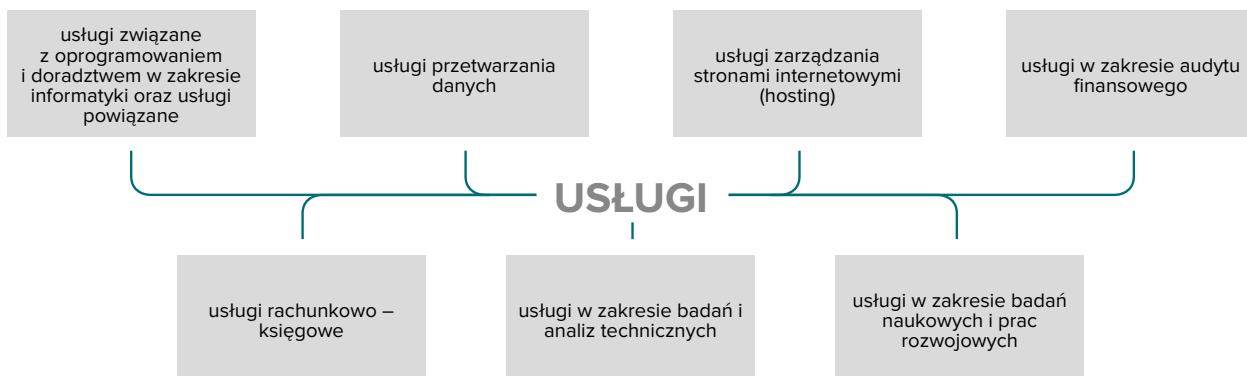 usługi związane
z oprogramowaniem
i doradztwem w zakresie
informatyki oraz usługi
powiązane
usługi przetwarzania
danych
usługi zarządzania
stronami internetowymi
(hosting)
usługi w zakresie audytu
finansowego
USŁUGI
usługi rachunkowo –
księgowe
usługi w zakresie badań i
analiz technicznych
usługi w zakresie badań
naukowych i prac
rozwojowych